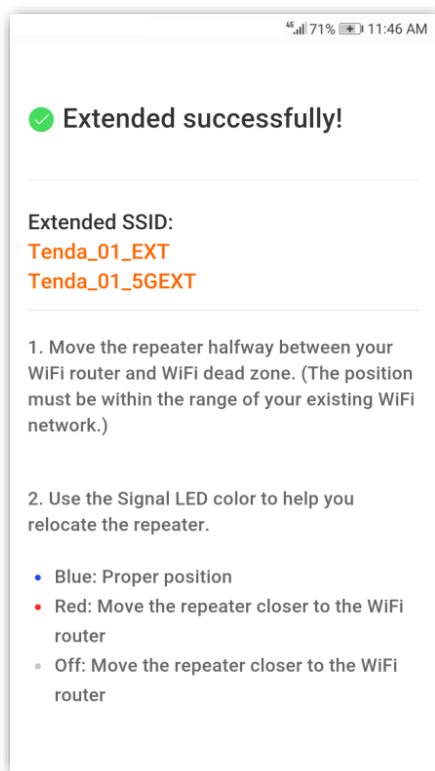 4G 71% 11:46 AM
Extended successfully!
Extended SSID:
Tenda_01_EXT
Tenda_01_5GEXT
1. Move the repeater halfway between your
WiFi router and WiFi dead zone. (The position
must be within the range of your existing WiFi
network.)
2. Use the Signal LED color to help you
relocate the repeater.
Blue: Proper position
Red: Move the repeater closer to the WiFi
router
Off: Move the repeater closer to the WiFi
router